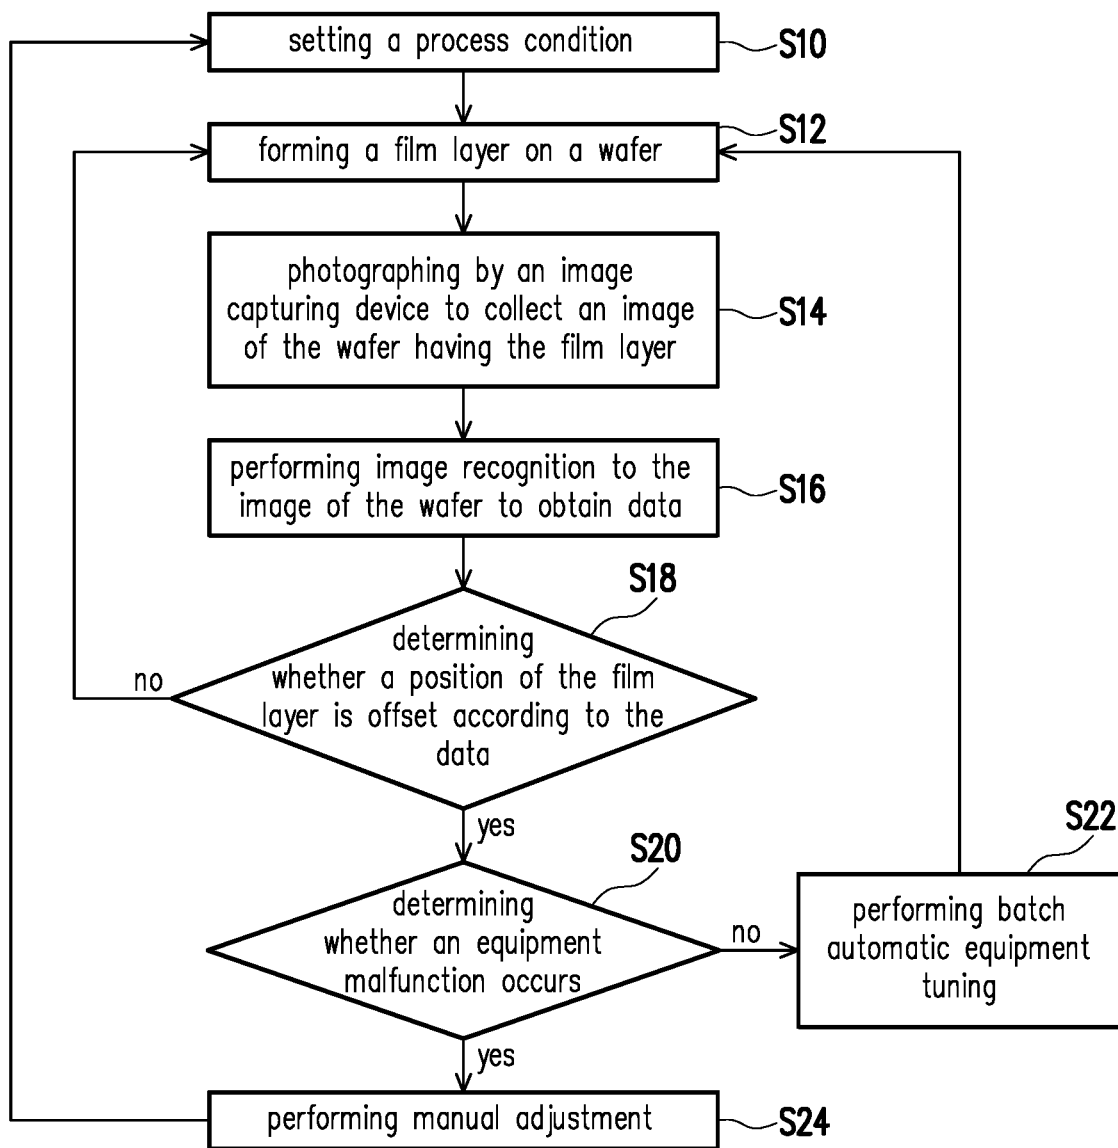 setting a process condition
S10
forming a film layer on a wafer
S12
photographing by an image
capturing device to collect an image
of the wafer having the film layer
S14
performing image recognition to the
image of the wafer to obtain data
S16
S18
determining
whether a position of the film
layer is offset according to the
data
no
yes
S20
determining
whether an equipment
malfunction occurs
no
S22
performing batch
automatic equipment
tuning
yes
performing manual adjustment
S24